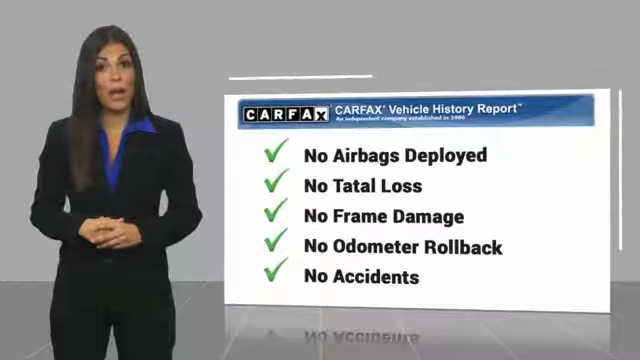 CARFAX CARFAX® Vehicle History Report™
An independent company established in 1986
No Airbags Deployed
No Tatal Loss
No Frame Damage
No Odometer Rollback
No Accidents